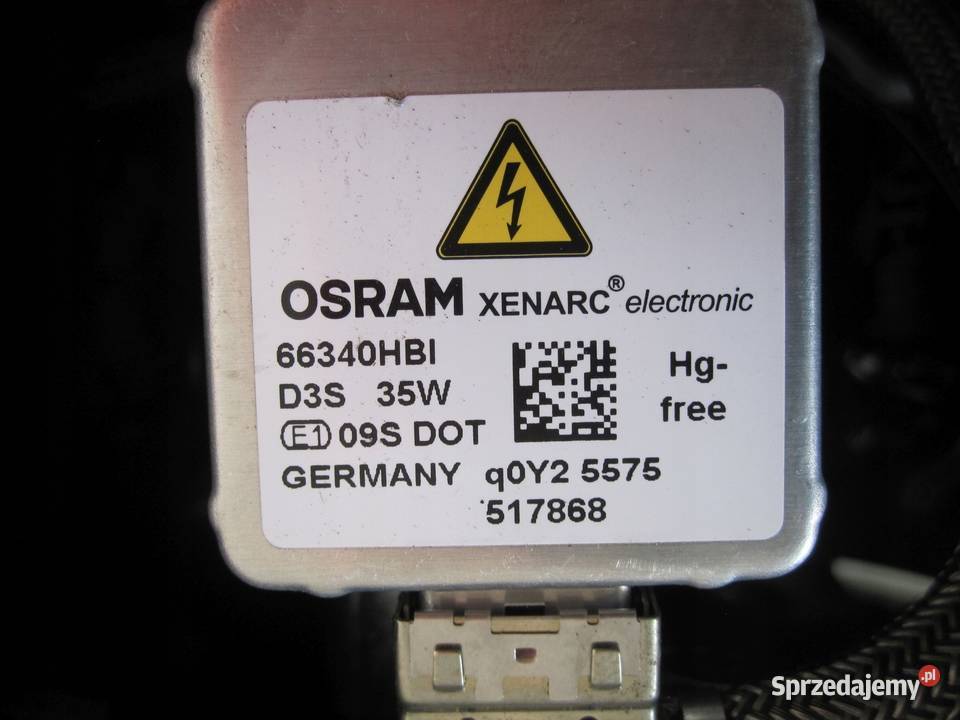 OSRAM XENARC® electronic
66340HBI
D3S 35W
Hg-
free
E1 09S DOT
GERMANY q0Y2 5575
517868
Sprzedajemy.pl